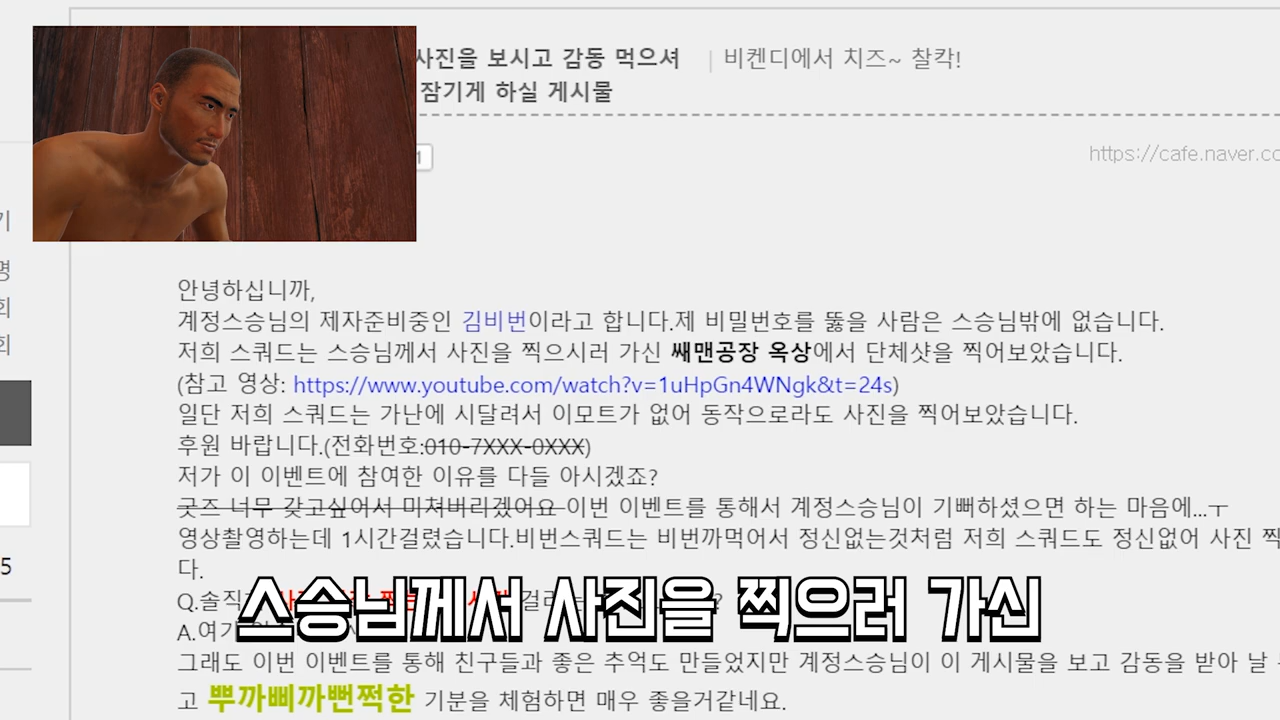 사진을 보시고 감동 먹으셔 | 비켄디에서 치즈~ 찰칵!
잠기게 하실 게시물
1
https://cafe.naver.co
기
명
회
회
5
안녕하십니까,
계정스승님의 제자준비중인 김비번이라고 합니다.제 비밀번호를 뚫을 사람은 스승님밖에 없습니다.
저희 스쿼드는 스승님께서 사진을 찍으시러 가신 쌔맨공장 옥상에서 단체샷을 찍어보았습니다.
(참고 영상: https://www.youtube.com/watch?v=1uHpGn4WNgk&t=24s)
일단 저희 스쿼드는 가난에 시달려서 이모트가 없어 동작으로라도 사진을 찍어보았습니다.
후원 바랍니다.(전화번호:010-7XXX-0XXX)
저가 이 이벤트에 참여한 이유를 다들 아시겠죠?
굿즈 너무 갖고싶어서 미쳐버리겠어요 이번 이벤트를 통해서 계정스승님이 기뻐하셨으면 하는 마음에...ㅜ
영상촬영하는데 1시간걸렸습니다.비번스쿼드는 비번까먹어서 정신없는것처럼 저희 스쿼드도 정신없어 사진 찍
다.
Q.솔직
A.여기
스승님께서 사진을 찍으러 가신
그래도 이번 이벤트를 통해 친구들과 좋은 추억도 만들었지만 계정스승님이 이 게시물을 보고 감동을 받아 날
고 뿌까삐까뻔쩍한 기분을 체험하면 매우 좋을거같네요.